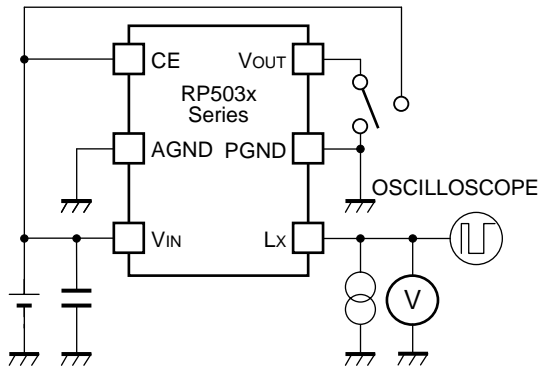 CE
VOUT
RP503x
Series
AGND
PGND
OSCILLOSCOPE
VIN
LX
V